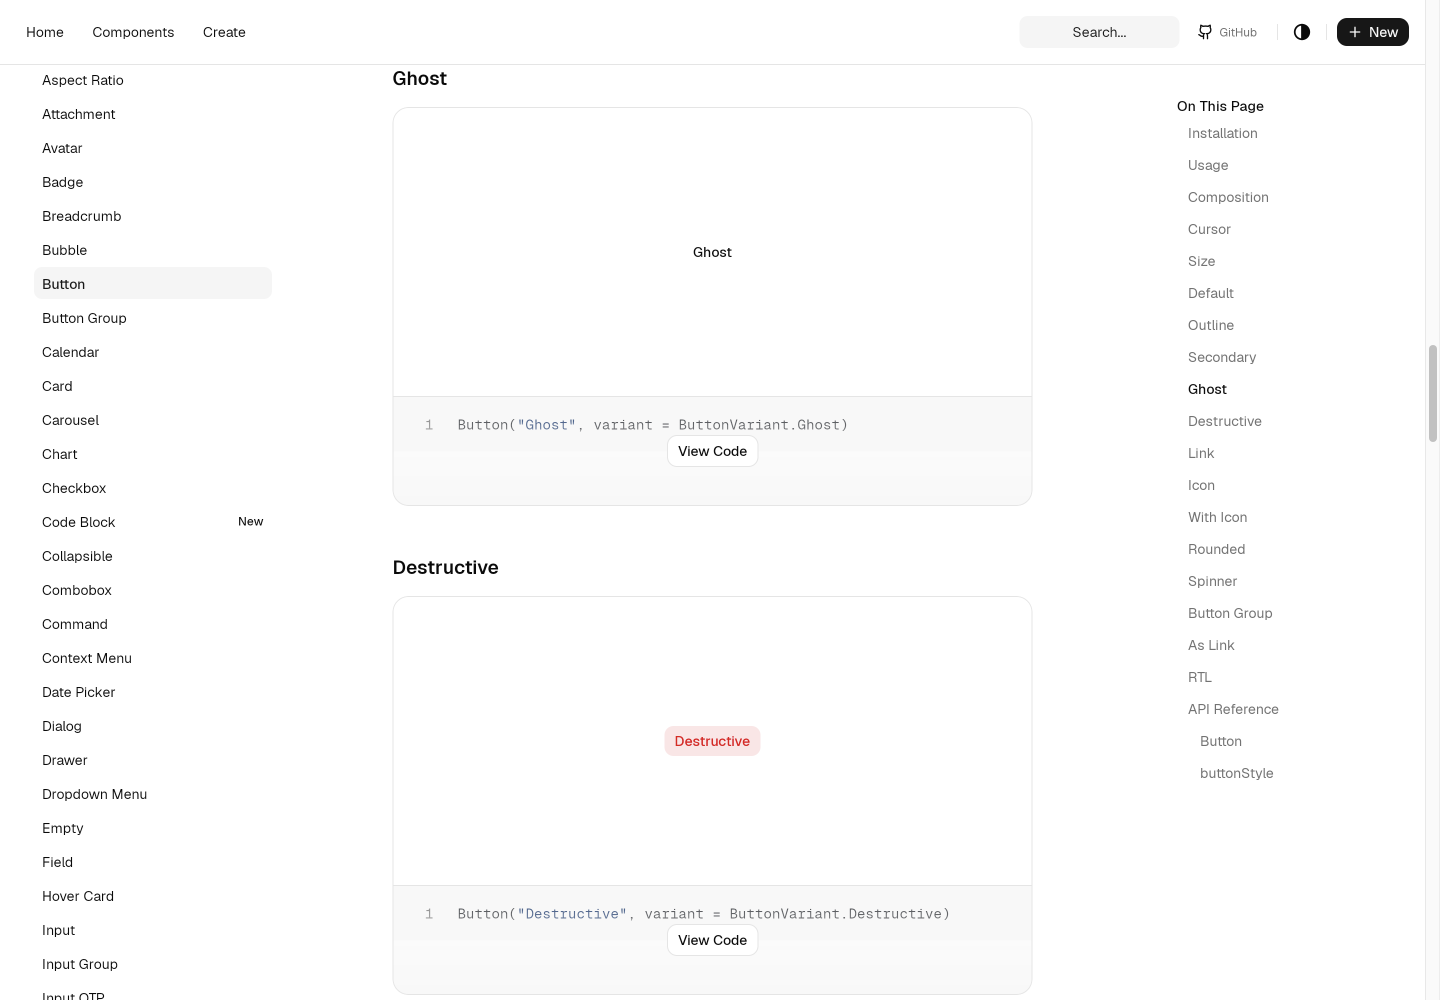 Home
Components
Create
Search...
GitHub
New
Aspect Ratio
Attachment
Avatar
Badge
Breadcrumb
Bubble
Button
Button Group
Calendar
Card
Carousel
Chart
Checkbox
Code Block
New
Collapsible
Combobox
Command
Context Menu
Date Picker
Dialog
Drawer
Dropdown Menu
Empty
Field
Hover Card
Input
Input Group
Input OTP
Ghost
Ghost
1 Button("Ghost", variant = ButtonVariant.Ghost)
View Code
Destructive
Destructive
1 Button("Destructive", variant = ButtonVariant.Destructive)
View Code
On This Page
Installation
Usage
Composition
Cursor
Size
Default
Outline
Secondary
Ghost
Destructive
Link
Icon
With Icon
Rounded
Spinner
Button Group
As Link
RTL
API Reference
Button
buttonStyle